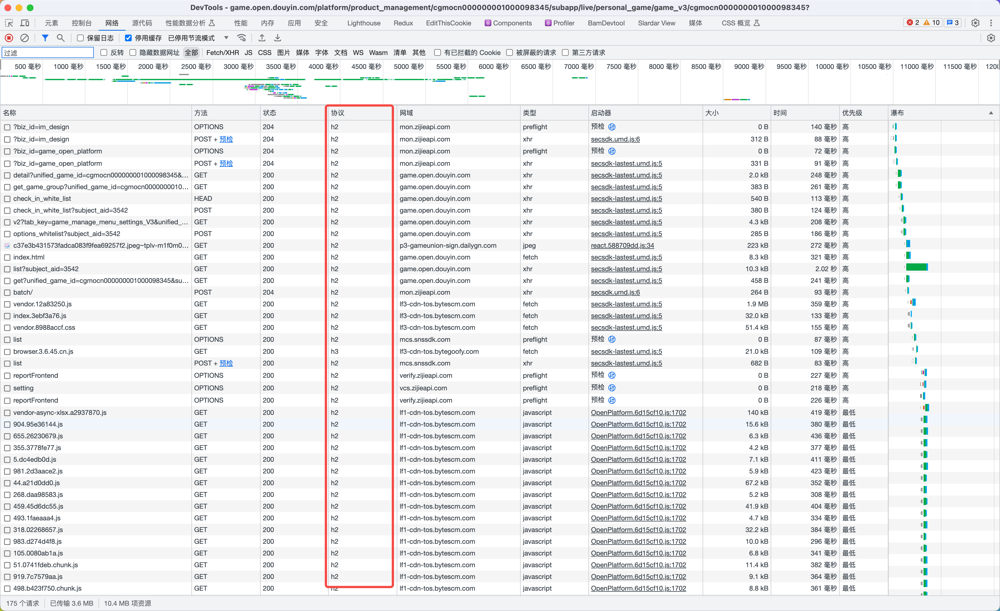 DevTools - game.open.douyin.com/platform/product_management/cgmocn000000001000098345/subapp/live/personal_game/game_v3/cgmocn000000001000098345?
元素 控制台 网络 源代码 性能数据分析 性能 内存 应用 安全 Lighthouse Redux EditThisCookie Components Profiler BamDevtool Slardar View 媒体 CSS 概览 2 10 3
保留日志 停用缓存 已停用节流模式
过滤 反转 隐藏数据网址 全部 Fetch/XHR JS CSS 图片 媒体 字体 文档 WS Wasm 清单 其他 有已拦截的 Cookie 被屏蔽的请求 第三方请求
500 毫秒 1000 毫秒 1500 毫秒 2000 毫秒 2500 毫秒 3000 毫秒 3500 毫秒 4000 毫秒 4500 毫秒 5000 毫秒 5500 毫秒 6000 毫秒 6500 毫秒 7000 毫秒 7500 毫秒 8000 毫秒 8500 毫秒 9000 毫秒 9500 毫秒 10000 毫秒 10500 毫秒 11000 毫秒 11500 毫秒
名称 方法 状态 协议 网域 类型 启动器 大小 时间 优先级 瀑布
?biz_id=im_design OPTIONS 204 h2 mon.zijieapi.com preflight 预检 0 B 140 毫秒 高
?biz_id=im_design POST + 预检 204 h2 mon.zijieapi.com xhr secsdk.umd.js:6 312 B 88 毫秒 高
?biz_id=game_open_platform OPTIONS 204 h2 mon.zijieapi.com preflight 预检 0 B 72 毫秒 高
?biz_id=game_open_platform POST + 预检 204 h2 mon.zijieapi.com xhr secsdk-lastest.umd.js:5 331 B 91 毫秒 高
detail?unified_game_id=cgmocn000000001000098345&... GET 200 h2 game.open.douyin.com xhr secsdk-lastest.umd.js:5 2.0 kB 248 毫秒 高
get_game_group?unified_game_id=cgmocn0000000010... GET 200 h2 game.open.douyin.com xhr secsdk-lastest.umd.js:5 383 B 261 毫秒 高
check_in_white_list HEAD 200 h2 game.open.douyin.com xhr secsdk-lastest.umd.js:5 540 B 113 毫秒 高
check_in_white_list?subject_aid=3542 POST 200 h2 game.open.douyin.com xhr secsdk-lastest.umd.js:5 380 B 124 毫秒 高
v2?tab_key=game_manage_menu_settings_V3&unified_... GET 200 h2 game.open.douyin.com xhr secsdk-lastest.umd.js:5 4.3 kB 208 毫秒 高
options_whitelist?subject_aid=3542 POST 200 h2 game.open.douyin.com xhr secsdk-lastest.umd.js:5 285 B 186 毫秒 高
c37e3b431573fadca083f9fea69257f2.jpeg~tplv-m1f0m0... GET 200 h2 p3-gameunion-sign.dailygn.com jpeg react.588709dd.js:34 223 kB 272 毫秒 高
index.html GET 200 h2 game.open.douyin.com fetch secsdk-lastest.umd.js:5 8.3 kB 321 毫秒 高
list?subject_aid=3542 GET 200 h2 game.open.douyin.com xhr secsdk-lastest.umd.js:5 10.3 kB 2.02 秒 高
get?unified_game_id=cgmocn000000001000098345&su... GET 200 h2 game.open.douyin.com xhr secsdk-lastest.umd.js:5 458 B 241 毫秒 高
batch/ POST 204 h2 mon.zijieapi.com xhr secsdk.umd.js:6 264 B 93 毫秒 高
vendor.12a83250.js GET 200 h2 lf3-cdn-tos.bytescm.com fetch secsdk-lastest.umd.js:5 1.9 MB 359 毫秒 高
index.3ebf3a76.js GET 200 h2 lf3-cdn-tos.bytescm.com fetch secsdk-lastest.umd.js:5 32.0 kB 133 毫秒 高
vendor.8988accf.css GET 200 h2 lf3-cdn-tos.bytescm.com fetch secsdk-lastest.umd.js:5 51.4 kB 155 毫秒 高
list OPTIONS 200 h2 mcs.snssdk.com preflight 预检 0 B 87 毫秒 高
browser.3.6.45.cn.js GET 200 h3 lf3-cdn-tos.bytegoofy.com fetch secsdk-lastest.umd.js:5 21.0 kB 109 毫秒 高
list POST + 预检 200 h2 mcs.snssdk.com xhr secsdk-lastest.umd.js:5 682 B 83 毫秒 高
reportFrontend OPTIONS 200 h2 verify.zijieapi.com preflight 预检 0 B 227 毫秒 高
setting OPTIONS 200 h2 vcs.zijieapi.com preflight 预检 0 B 218 毫秒 高
reportFrontend OPTIONS 200 h2 verify.zijieapi.com preflight 预检 0 B 226 毫秒 高
vendor-async-xlsx.a2937870.js GET 200 h2 lf1-cdn-tos.bytescm.com javascript OpenPlatform.6d15cf10.js:1702 140 kB 419 毫秒 最低
904.95e36144.js GET 200 h2 lf1-cdn-tos.bytescm.com javascript OpenPlatform.6d15cf10.js:1702 15.6 kB 380 毫秒 最低
655.26230679.js GET 200 h2 lf1-cdn-tos.bytescm.com javascript OpenPlatform.6d15cf10.js:1702 6.3 kB 436 毫秒 最低
355.3778fe77.js GET 200 h2 lf1-cdn-tos.bytescm.com javascript OpenPlatform.6d15cf10.js:1702 4.2 kB 377 毫秒 最低
5.dc4edb0d.js GET 200 h2 lf1-cdn-tos.bytescm.com javascript OpenPlatform.6d15cf10.js:1702 7.1 kB 411 毫秒 最低
981.2d3aace2.js GET 200 h2 lf1-cdn-tos.bytescm.com javascript OpenPlatform.6d15cf10.js:1702 5.9 kB 423 毫秒 最低
44.a21d0dd0.js GET 200 h2 lf1-cdn-tos.bytescm.com javascript OpenPlatform.6d15cf10.js:1702 67.2 kB 352 毫秒 最低
268.daa98583.js GET 200 h2 lf1-cdn-tos.bytescm.com javascript OpenPlatform.6d15cf10.js:1702 5.2 kB 308 毫秒 最低
459.45d6dc55.js GET 200 h2 lf1-cdn-tos.bytescm.com javascript OpenPlatform.6d15cf10.js:1702 41.9 kB 404 毫秒 最低
493.1faeaaa4.js GET 200 h2 lf1-cdn-tos.bytescm.com javascript OpenPlatform.6d15cf10.js:1702 4.7 kB 334 毫秒 最低
318.02268657.js GET 200 h2 lf1-cdn-tos.bytescm.com javascript OpenPlatform.6d15cf10.js:1702 32.2 kB 384 毫秒 最低
983.d274d4f8.js GET 200 h2 lf1-cdn-tos.bytescm.com javascript OpenPlatform.6d15cf10.js:1702 10.0 kB 296 毫秒 最低
105.0080ab1a.js GET 200 h2 lf1-cdn-tos.bytescm.com javascript OpenPlatform.6d15cf10.js:1702 6.8 kB 341 毫秒 最低
51.0741fdeb.chunk.js GET 200 h2 lf1-cdn-tos.bytescm.com javascript OpenPlatform.6d15cf10.js:1702 11.4 kB 382 毫秒 最低
919.7c7579aa.js GET 200 h2 lf1-cdn-tos.bytescm.com javascript OpenPlatform.6d15cf10.js:1702 9.1 kB 364 毫秒 最低
498.b423f750.chunk.js GET 200 h2 lf1-cdn-tos.bytescm.com javascript OpenPlatform.6d15cf10.js:1702 8.8 kB 361 毫秒 最低
175 个请求 已传输 3.6 MB 10.4 MB 项资源